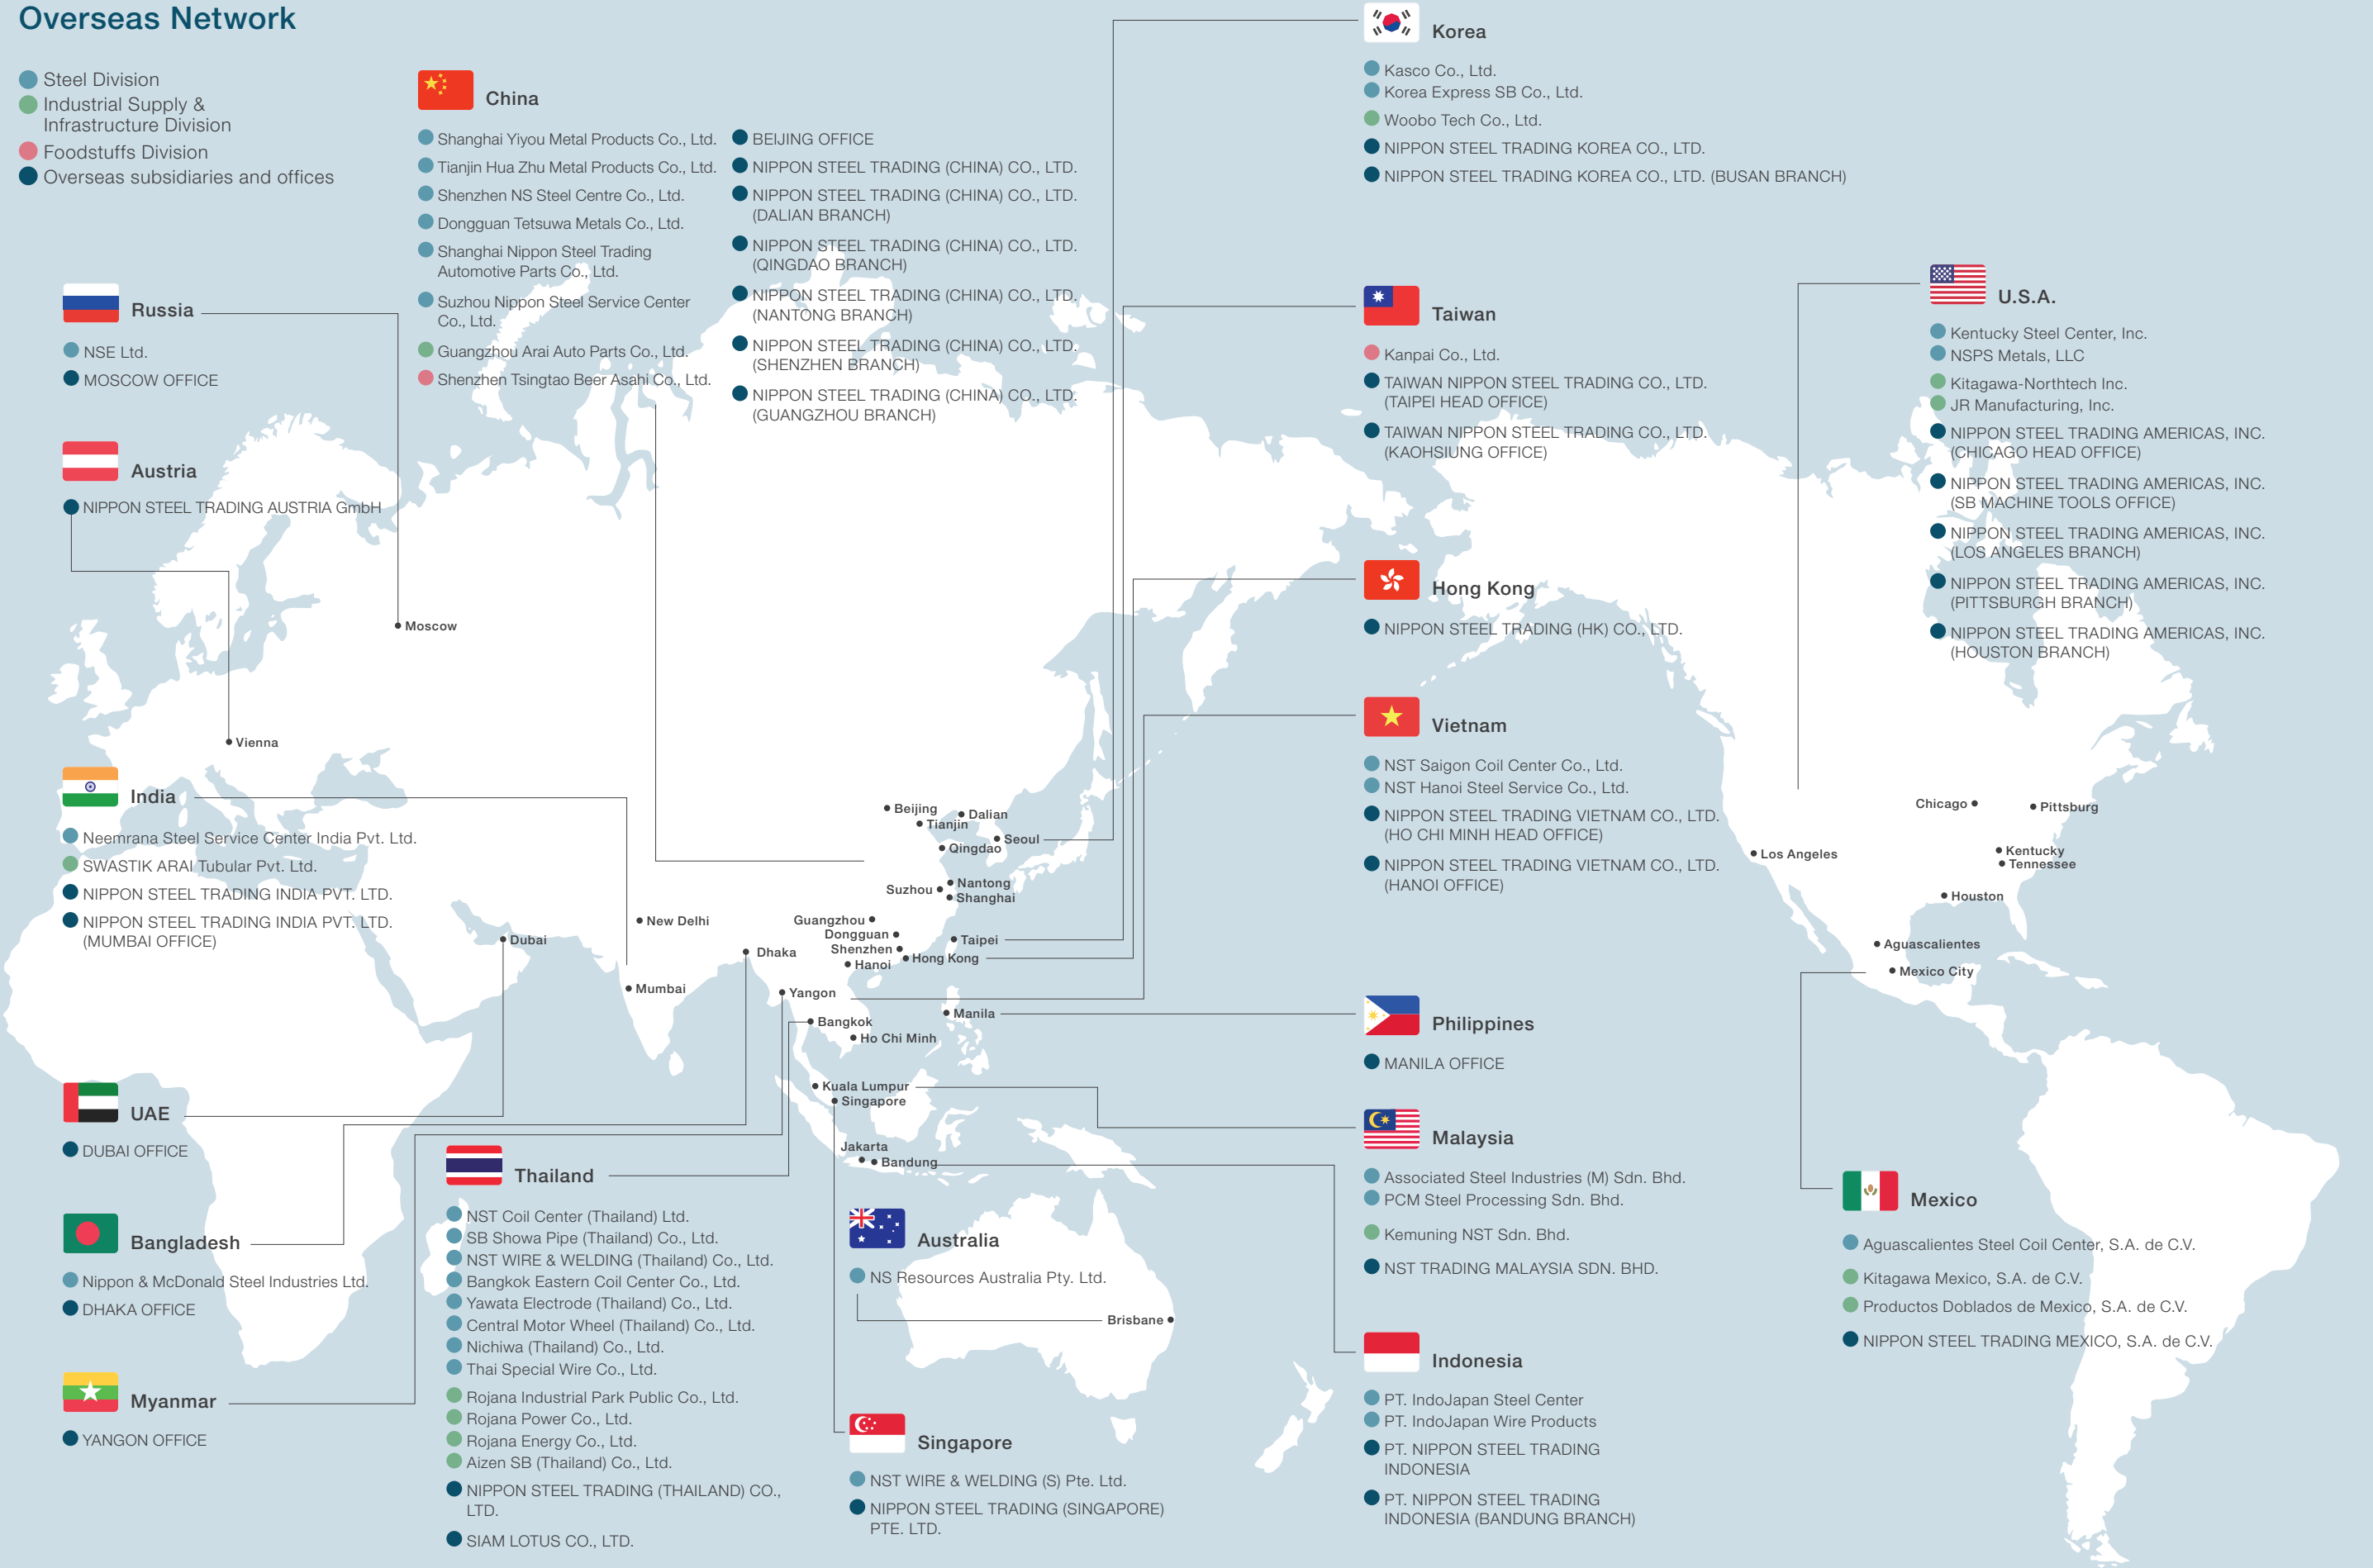 Overseas Network
Steel Division
Industrial Supply &
Infrastructure Division
Foodstuffs Division
Overseas subsidiaries and offices
China
Shanghai Yiyou Metal Products Co., Ltd.
Tianjin Hua Zhu Metal Products Co., Ltd.
Shenzhen NS Steel Centre Co., Ltd.
Dongguan Tetsuwa Metals Co., Ltd.
Shanghai Nippon Steel Trading
Automotive Parts Co., Ltd.
Suzhou Nippon Steel Service Center
Co., Ltd.
Guangzhou Arai Auto Parts Co., Ltd.
Shenzhen Tsingtao Beer Asahi Co., Ltd.
BEIJING OFFICE
NIPPON STEEL TRADING (CHINA) CO., LTD.
NIPPON STEEL TRADING (CHINA) CO., LTD.
(DALIAN BRANCH)
NIPPON STEEL TRADING (CHINA) CO., LTD.
(QINGDAO BRANCH)
NIPPON STEEL TRADING (CHINA) CO., LTD.
(NANTONG BRANCH)
NIPPON STEEL TRADING (CHINA) CO., LTD.
(SHENZHEN BRANCH)
NIPPON STEEL TRADING (CHINA) CO., LTD.
(GUANGZHOU BRANCH)
Korea
Kasco Co., Ltd.
Korea Express SB Co., Ltd.
Woobo Tech Co., Ltd.
NIPPON STEEL TRADING KOREA CO., LTD.
NIPPON STEEL TRADING KOREA CO., LTD. (BUSAN BRANCH)
Russia
NSE Ltd.
MOSCOW OFFICE
Austria
NIPPON STEEL TRADING AUSTRIA GmbH
Taiwan
Kanpai Co., Ltd.
TAIWAN NIPPON STEEL TRADING CO., LTD.
(TAIPEI HEAD OFFICE)
TAIWAN NIPPON STEEL TRADING CO., LTD.
(KAOHSIUNG OFFICE)
U.S.A.
Kentucky Steel Center, Inc.
NSPS Metals, LLC
Kitagawa-Northtech Inc.
JR Manufacturing, Inc.
NIPPON STEEL TRADING AMERICAS, INC.
(CHICAGO HEAD OFFICE)
NIPPON STEEL TRADING AMERICAS, INC.
(SB MACHINE TOOLS OFFICE)
NIPPON STEEL TRADING AMERICAS, INC.
(LOS ANGELES BRANCH)
NIPPON STEEL TRADING AMERICAS, INC.
(PITTSBURGH BRANCH)
NIPPON STEEL TRADING AMERICAS, INC.
(HOUSTON BRANCH)
Hong Kong
NIPPON STEEL TRADING (HK) CO., LTD.
Vietnam
NST Saigon Coil Center Co., Ltd.
NST Hanoi Steel Service Co., Ltd.
NIPPON STEEL TRADING VIETNAM CO., LTD.
(HO CHI MINH HEAD OFFICE)
NIPPON STEEL TRADING VIETNAM CO., LTD.
(HANOI OFFICE)
India
Neemrana Steel Service Center India Pvt. Ltd.
SWASTIK ARAI Tubular Pvt. Ltd.
NIPPON STEEL TRADING INDIA PVT. LTD.
NIPPON STEEL TRADING INDIA PVT. LTD.
(MUMBAI OFFICE)
Moscow
Vienna
Beijing
Dalian
Tianjin
Seoul
Qingdao
Nantong
Suzhou
Shanghai
Guangzhou
Dongguan
Shenzhen
Hong Kong
Taipei
Hanoi
New Delhi
Dubai
Dhaka
Mumbai
Yangon
Bangkok
Ho Chi Minh
Manila
Kuala Lumpur
Singapore
Jakarta
Bandung
Brisbane
Chicago
Pittsburg
Los Angeles
Kentucky
Tennessee
Houston
Aguascalientes
Mexico City
Philippines
MANILA OFFICE
UAE
DUBAI OFFICE
Bangladesh
Nippon & McDonald Steel Industries Ltd.
DHAKA OFFICE
Myanmar
YANGON OFFICE
Thailand
NST Coil Center (Thailand) Ltd.
SB Showa Pipe (Thailand) Co., Ltd.
NST WIRE & WELDING (Thailand) Co., Ltd.
Bangkok Eastern Coil Center Co., Ltd.
Yawata Electrode (Thailand) Co., Ltd.
Central Motor Wheel (Thailand) Co., Ltd.
Nichiwa (Thailand) Co., Ltd.
Thai Special Wire Co., Ltd.
Rojana Industrial Park Public Co., Ltd.
Rojana Power Co., Ltd.
Rojana Energy Co., Ltd.
Aizen SB (Thailand) Co., Ltd.
NIPPON STEEL TRADING (THAILAND) CO.,
LTD.
SIAM LOTUS CO., LTD.
Australia
NS Resources Australia Pty. Ltd.
Singapore
NST WIRE & WELDING (S) Pte. Ltd.
NIPPON STEEL TRADING (SINGAPORE)
PTE. LTD.
Malaysia
Associated Steel Industries (M) Sdn. Bhd.
PCM Steel Processing Sdn. Bhd.
Kemuning NST Sdn. Bhd.
NST TRADING MALAYSIA SDN. BHD.
Indonesia
PT. IndoJapan Steel Center
PT. IndoJapan Wire Products
PT. NIPPON STEEL TRADING
INDONESIA
PT. NIPPON STEEL TRADING
INDONESIA (BANDUNG BRANCH)
Mexico
Aguascalientes Steel Coil Center, S.A. de C.V.
Kitagawa Mexico, S.A. de C.V.
Productos Doblados de Mexico, S.A. de C.V.
NIPPON STEEL TRADING MEXICO, S.A. de C.V.